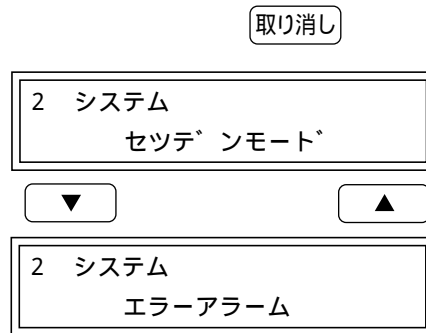 取り消し
2 システム
セツデンモード
▼ ▲
2 システム
エラーアラーム